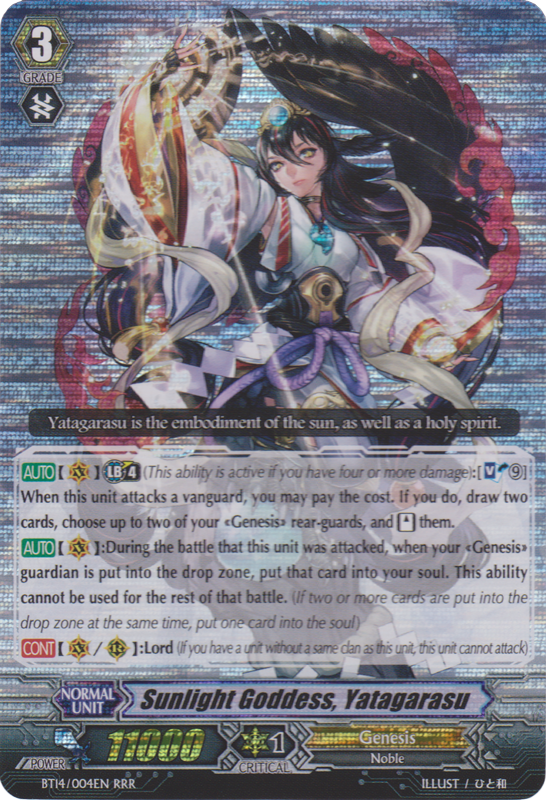 3
GRADE
Yatagarasu is the embodiment of the sun, as well as a holy spirit.
AUTO【 】LB4 (This ability is active if you have four or more damage):[V ⑨]
When this unit attacks a vanguard, you may pay the cost. If you do, draw two
cards, choose up to two of your «Genesis» rear-guards, and them.
AUTO【 】:During the battle that this unit was attacked, when your «Genesis»
guardian is put into the drop zone, put that card into your soul. This ability
cannot be used for the rest of that battle. (If two or more cards are put into the
drop zone at the same time, put one card into the soul)
CONT【 / 】:Lord (If you have a unit without a same clan as this unit, this unit cannot attack)
NORMAL
UNIT
Sunlight Goddess, Yatagarasu
POWER
11000
1
CRITICAL
Genesis
Noble
BT14/004EN RRR
ILLUST / ひと和